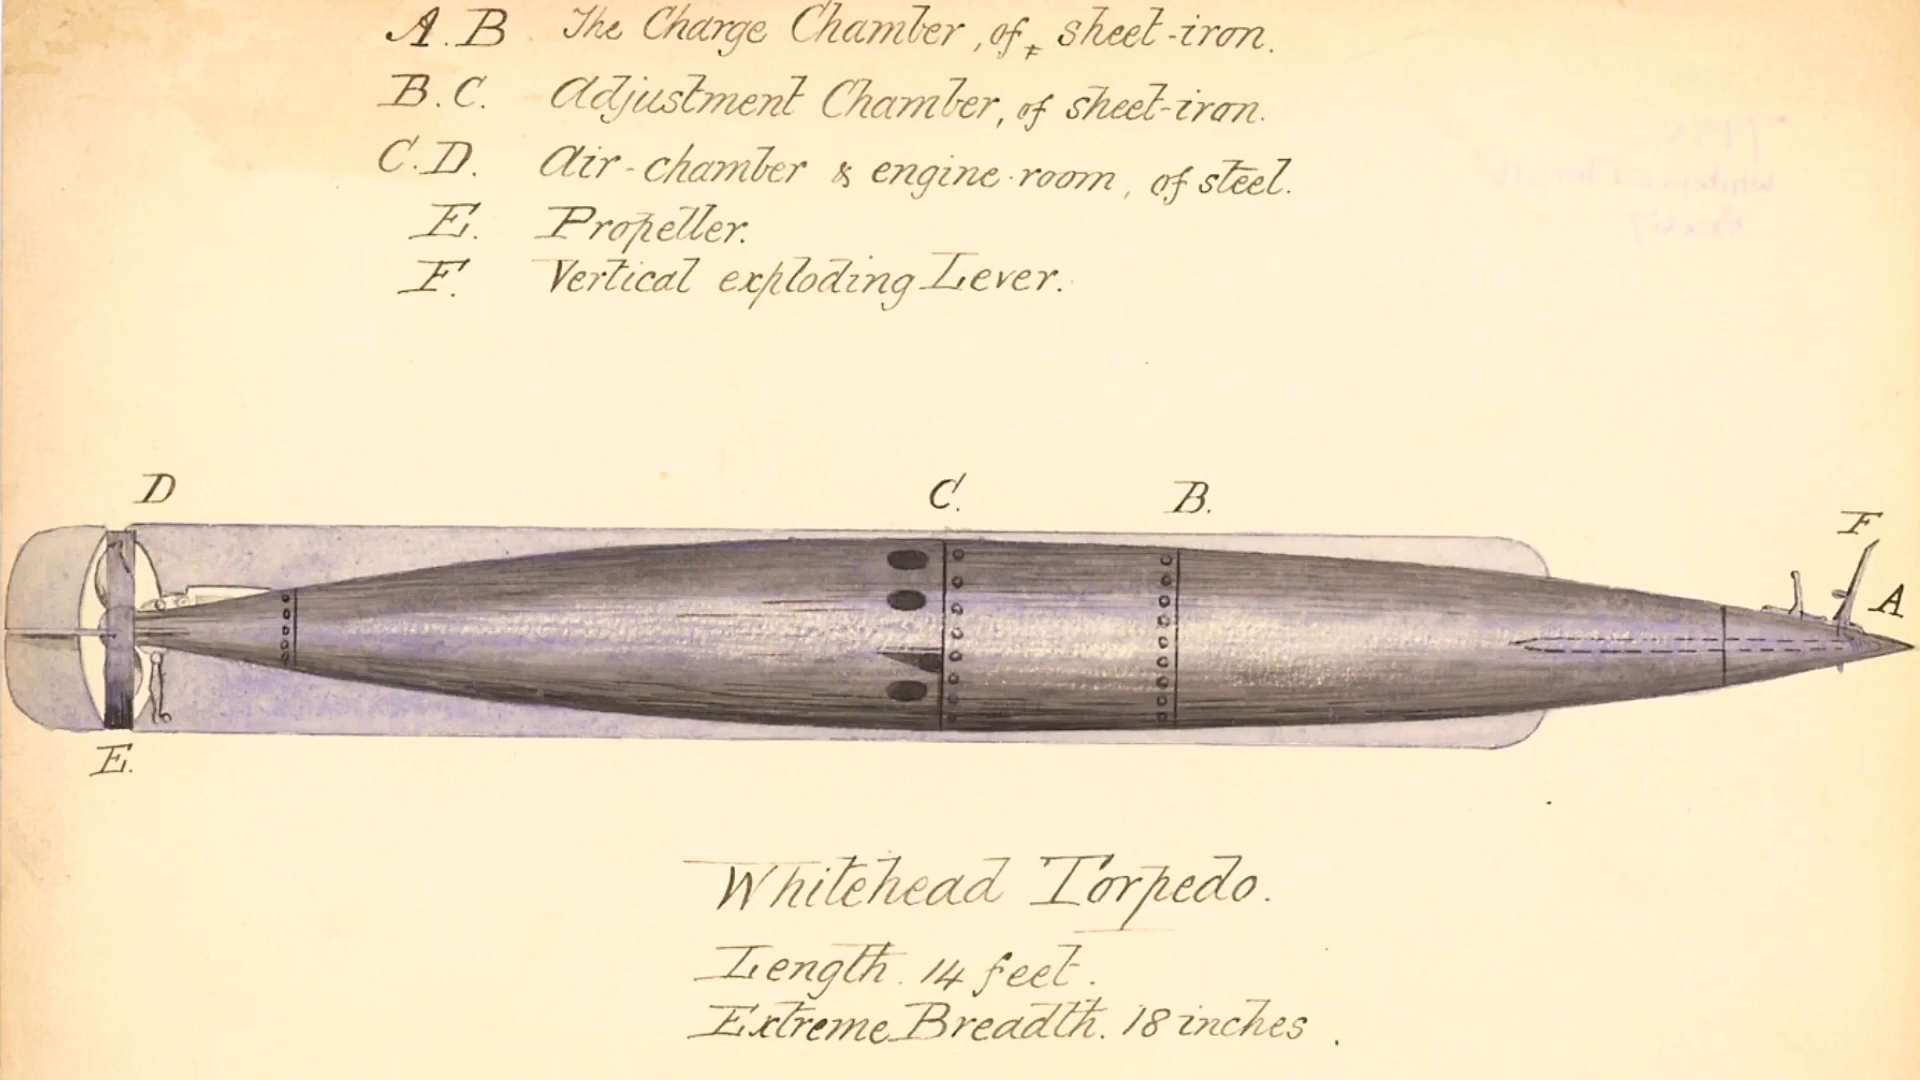 A.B The Charge Chamber, of sheet-iron.
B.C. Adjustment Chamber, of sheet-iron.
C.D. Air-chamber & engine-room, of steel.
E. Propeller.
F. Vertical exploding Lever.
D C. B. F
A
E.
Whitehead Torpedo.
Length. 14 feet.
Extreme Breadth. 18 inches.